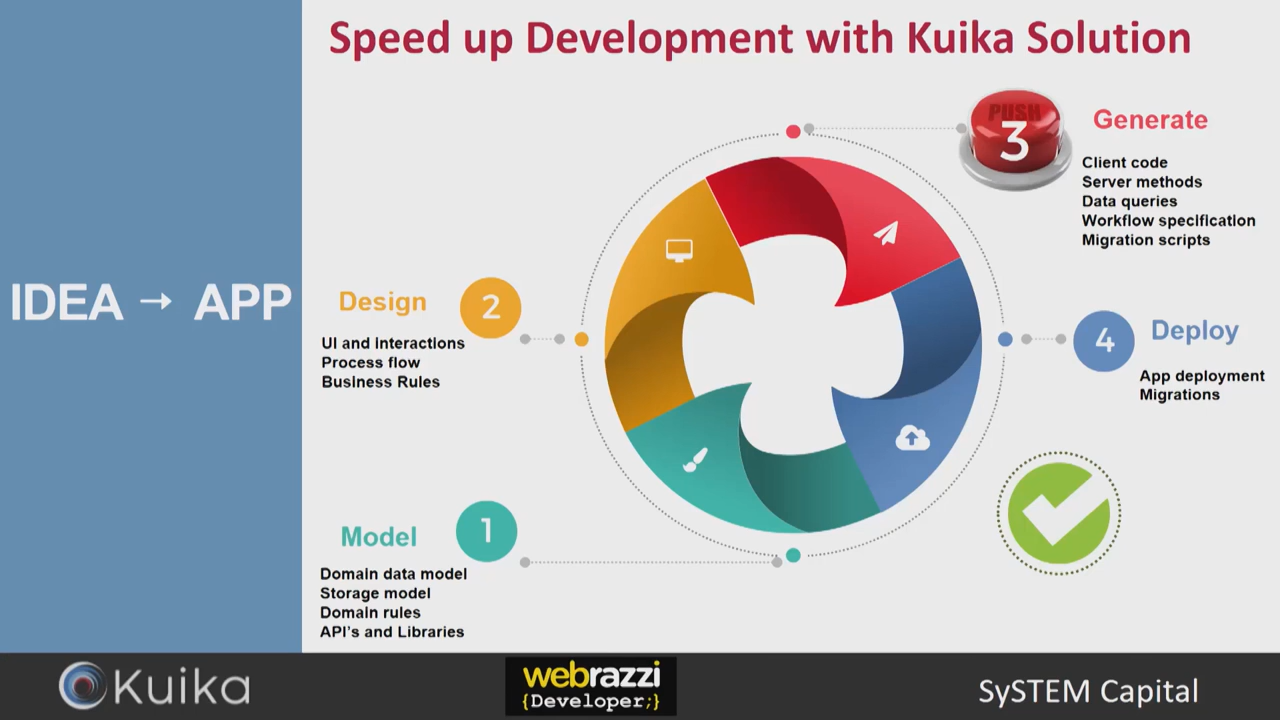 Speed up Development with Kuika Solution
IDEA → APP
PUSH
3
Generate
Client code
Server methods
Data queries
Workflow specification
Migration scripts
Design
2
UI and interactions
Process flow
Business Rules
4
Deploy
App deployment
Migrations
Model
1
Domain data model
Storage model
Domain rules
API's and Libraries
Kuika
webrazzi
{Developer;}
SySTEM Capital